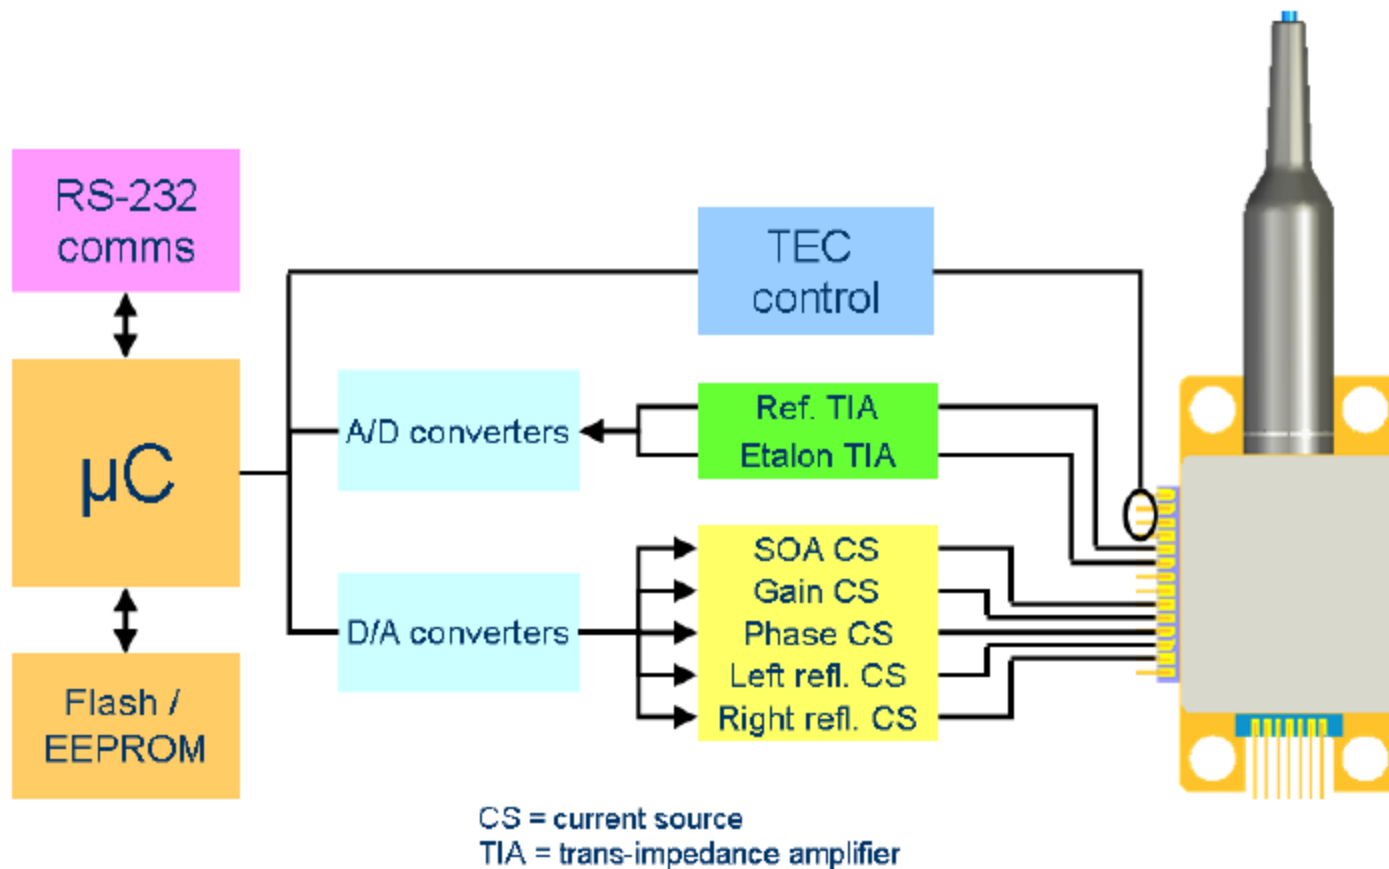 RS-232
comms
TEC
control
µC
A/D converters
Ref. TIA
Etalon TIA
D/A converters
SOA CS
Gain CS
Phase CS
Left refl. CS
Right refl. CS
Flash /
EEPROM
CS = current source
TIA = trans-impedance amplifier